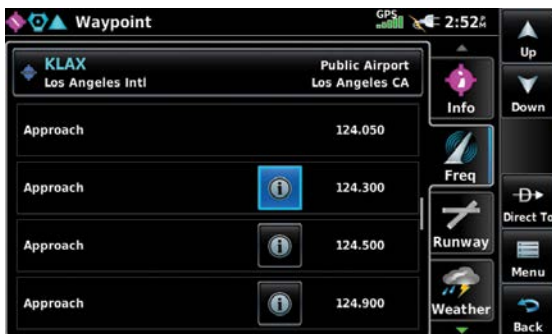 Waypoint
GPS
2:52 PM
KLAX
Public Airport
Los Angeles Intl
Los Angeles CA
Approach 124.050
Approach 124.300
Approach 124.500
Approach 124.900
Info
Freq
Runway
Weather
Up
Down
Direct To
Menu
Back